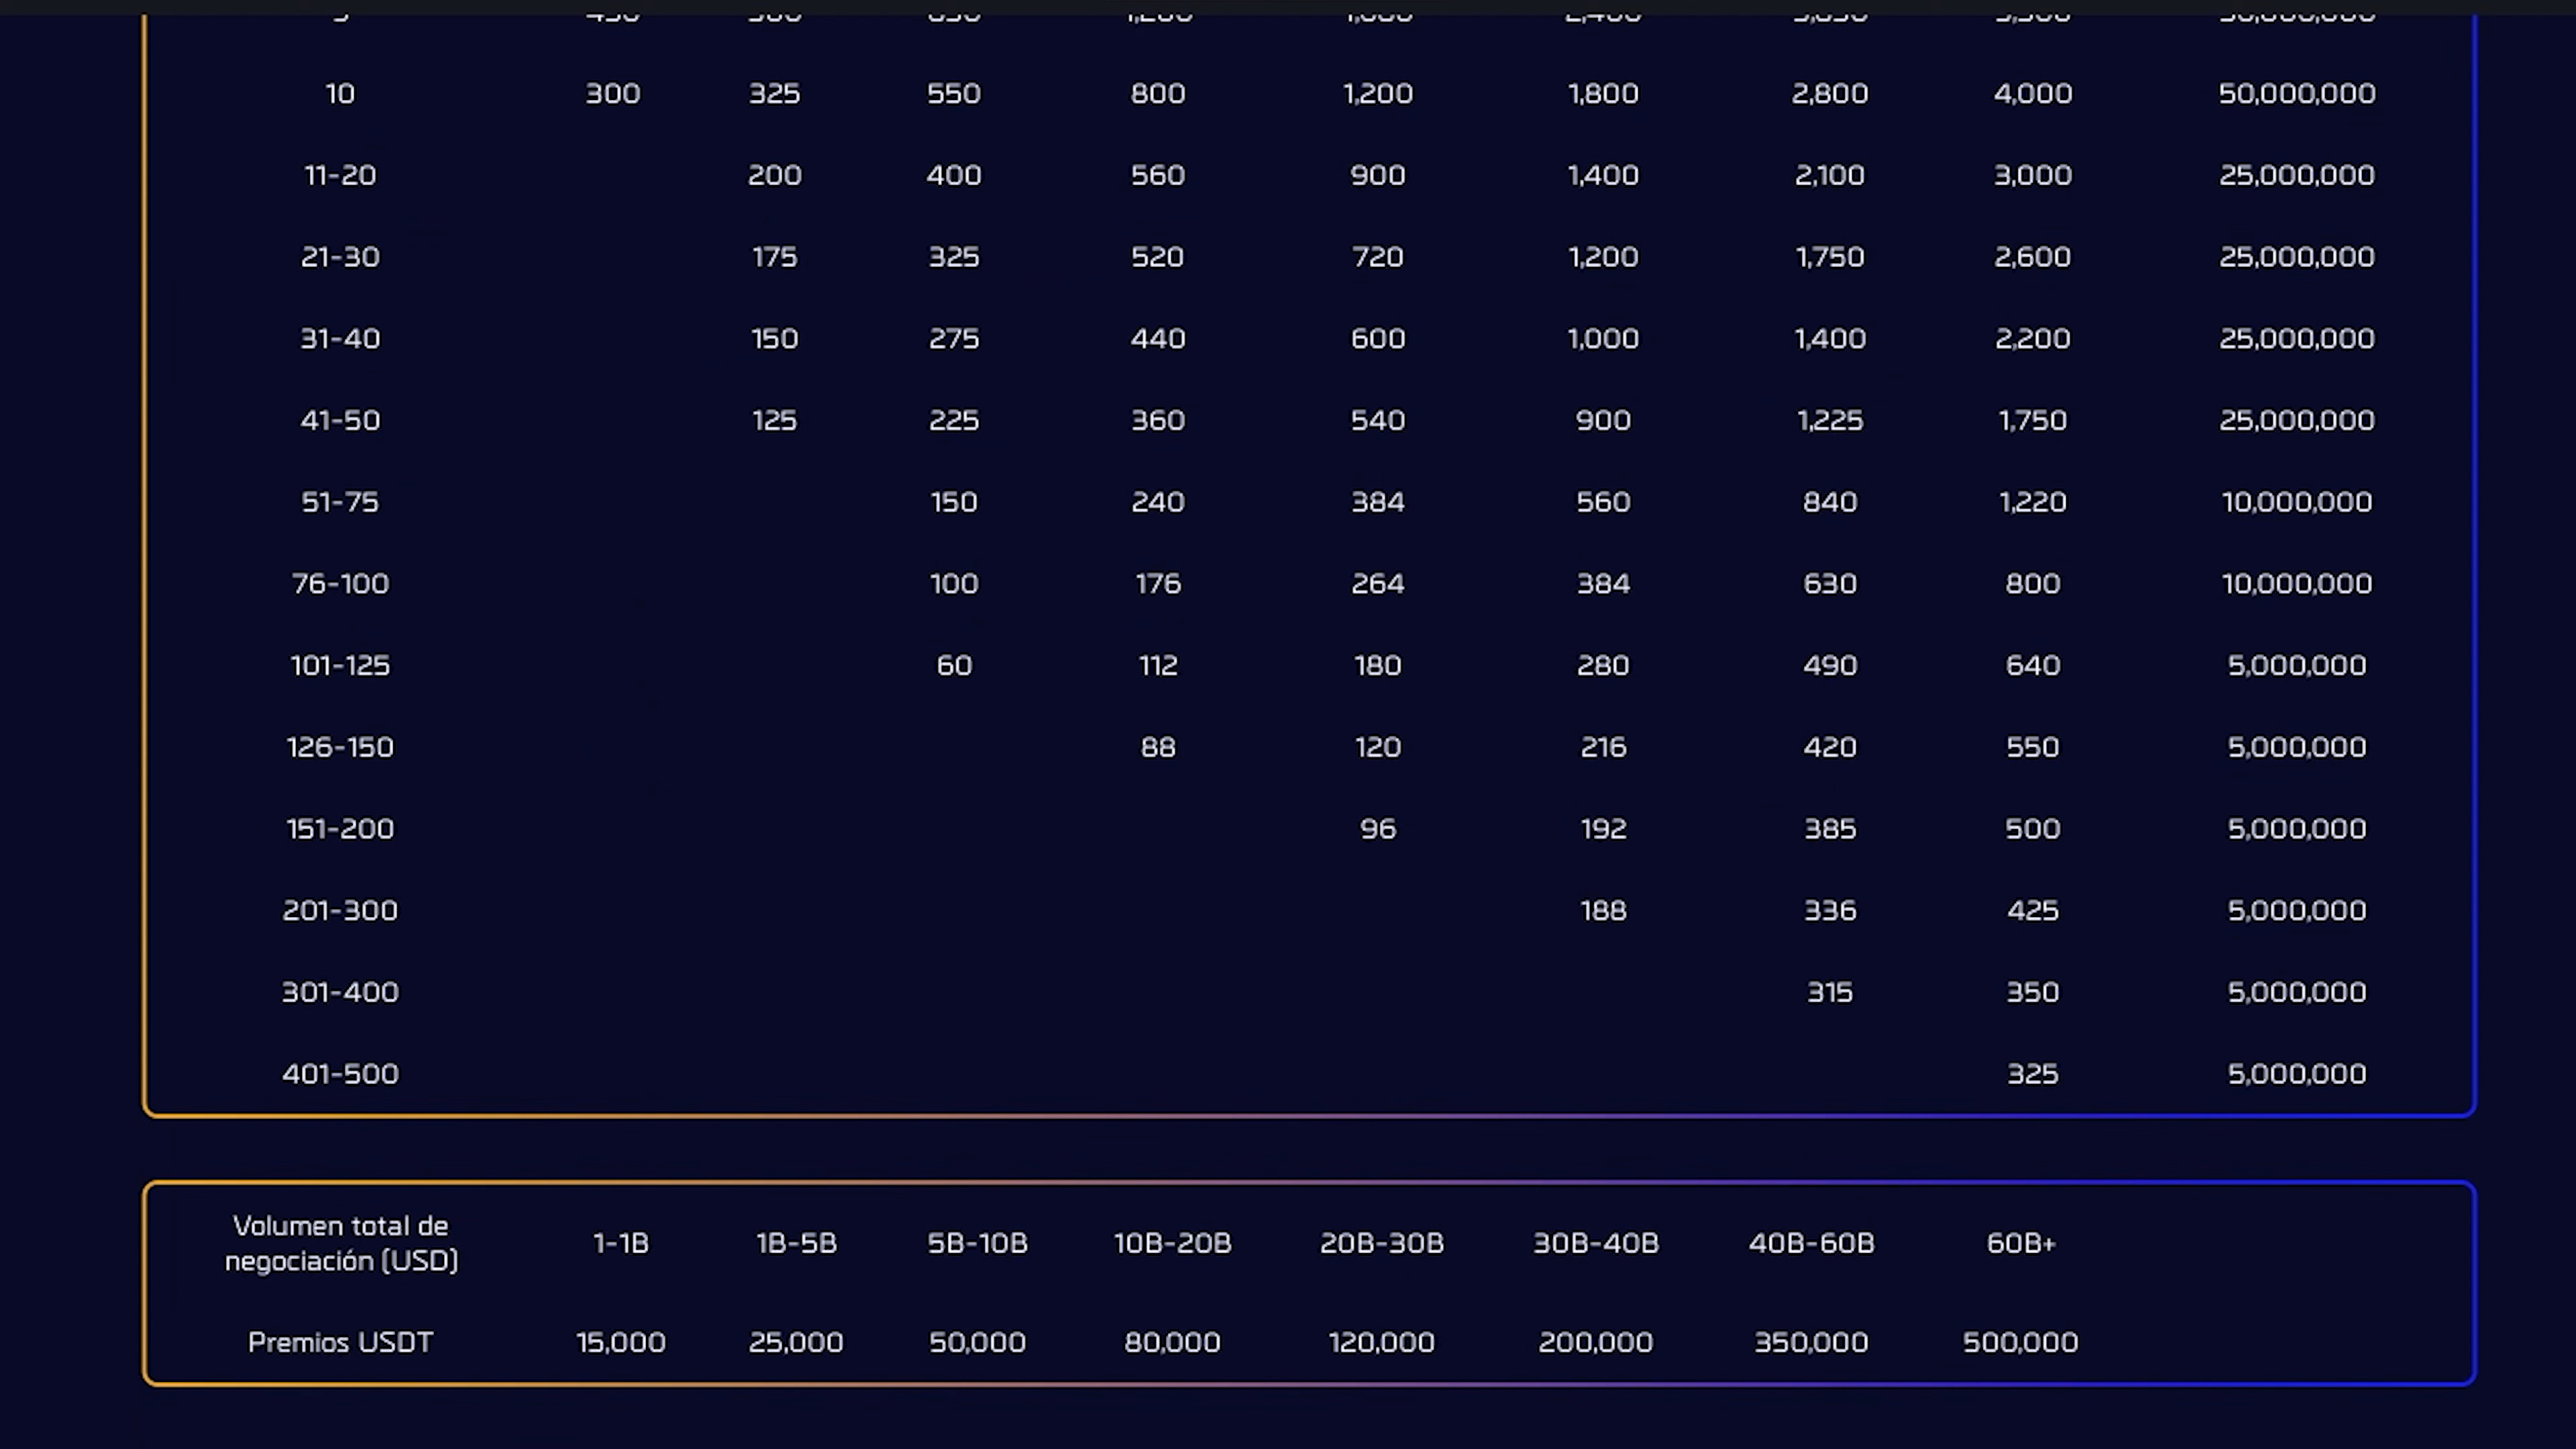 10 300 325 550 800 1,200 1,800 2,800 4,000 50,000,000
11-20 200 400 560 900 1,400 2,100 3,000 25,000,000
21-30 175 325 520 720 1,200 1,750 2,600 25,000,000
31-40 150 275 440 600 1,000 1,400 2,200 25,000,000
41-50 125 225 360 540 900 1,225 1,750 25,000,000
51-75 150 240 384 560 840 1,220 10,000,000
76-100 100 176 264 384 630 800 10,000,000
101-125 60 112 180 280 490 640 5,000,000
126-150 88 120 216 420 550 5,000,000
151-200 96 192 385 500 5,000,000
201-300 188 336 425 5,000,000
301-400 315 350 5,000,000
401-500 325 5,000,000
Volumen total de
negociación (USD) 1-1B 1B-5B 5B-10B 10B-20B 20B-30B 30B-40B 40B-60B 60B+
Premios USDT 15,000 25,000 50,000 80,000 120,000 200,000 350,000 500,000